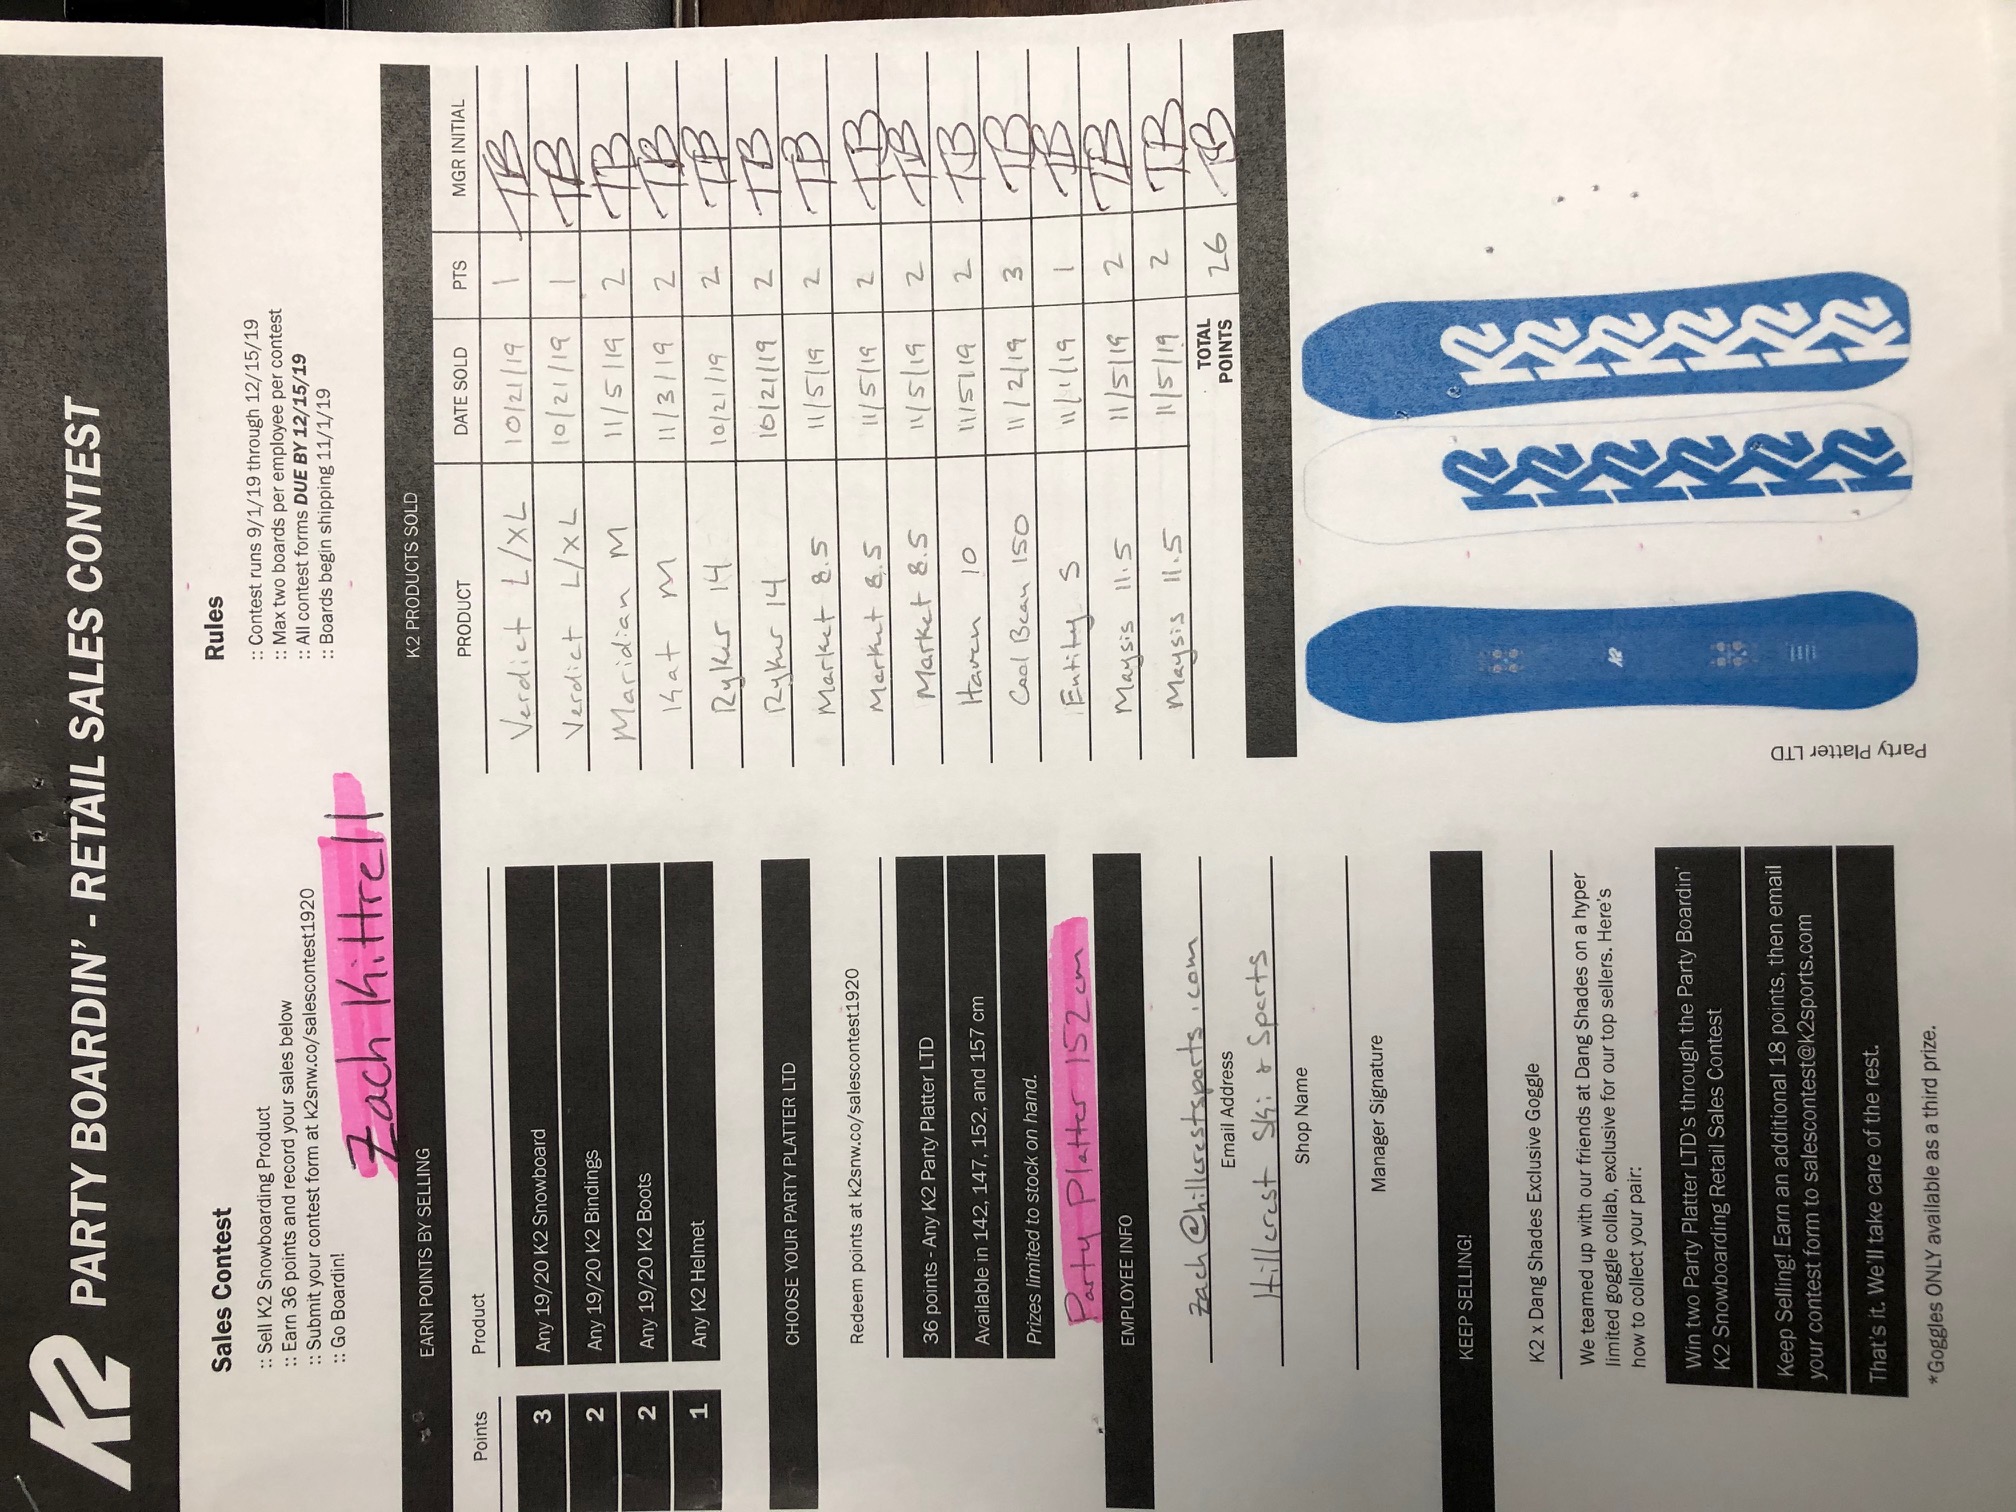 K2 PARTY BOARDIN' - RETAIL SALES CONTEST
Sales Contest
:: Sell K2 Snowboarding Product
:: Earn 36 points and record your sales below
:: Submit your contest form at k2snw.co/salescontest1920
:: Go Boardin!
Rules
:: Contest runs 9/1/19 through 12/15/19
:: Max two boards per employee per contest
:: All contest forms DUE BY 12/15/19
:: Boards begin shipping 11/1/19
Zach Kittrell
EARN POINTS BY SELLING
Points Product
3 Any 19/20 K2 Snowboard
2 Any 19/20 K2 Bindings
2 Any 19/20 K2 Boots
1 Any K2 Helmet
CHOOSE YOUR PARTY PLATTER LTD
Redeem points at k2snw.co/salescontest1920
36 points - Any K2 Party Platter LTD
Available in 142, 147, 152, and 157 cm
Prizes limited to stock on hand.
Party Platter 152cm
EMPLOYEE INFO
zach@hillcrestsports.com
Email Address
Hillcrest Ski & Sports
Shop Name
Manager Signature
KEEP SELLING!
K2 x Dang Shades Exclusive Goggle
We teamed up with our friends at Dang Shades on a hyper
limited goggle collab, exclusive for our top sellers. Here's
how to collect your pair:
Win two Party Platter LTD's through the Party Boardin'
K2 Snowboarding Retail Sales Contest
Keep Selling! Earn an additional 18 points, then email
your contest form to salescontest@k2sports.com
That's it. We'll take care of the rest.
*Goggles ONLY available as a third prize.
K2 PRODUCTS SOLD
PRODUCT DATE SOLD PTS MGR INITIAL
Verdict L/XL 10/21/19 1 TB
Verdict L/XL 10/21/19 1 TB
Maridian M 11/5/19 2 TB
Kat M 11/3/19 2 TB
Ryker 14 10/21/19 2 TB
Ryker 14 10/21/19 2 TB
Market 8.5 11/5/19 2 TB
Market 8.5 11/5/19 2 TB
Market 8.5 11/5/19 2 TB
Haven 10 11/5/19 2 TB
Cool Bean 150 11/2/19 3 TB
Entity S 11/1/19 1 TB
Maysis 11.5 11/5/19 2 TB
Maysis 11.5 11/5/19 2 TB
TOTAL
POINTS 26 TB
Party Platter LTD
K2
K2
K2
K2
K2
K2
K2
K2
K2
K2
K2
K2
K2